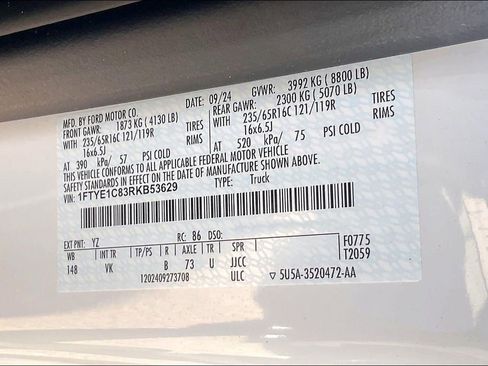 MFD. BY FORD MOTOR CO. 09/24 GVWR: 3992 KG ( 8800 LB)
FRONT GAWR: 1873 KG ( 4130 LB) REAR GAWR: 2300 KG ( 5070 LB)
235/65R16C 121/119R TIRES 235/65R16C 121/119R TIRES
16x6.5J RIMS 16x6.5J RIMS
AT 390 kPa/ 57 PSI COLD AT 520 kPa/ 75 PSI COLD
THIS VEHICLE CONFORMS TO ALL APPLICABLE FEDERAL MOTOR VEHICLE
SAFETY STANDARDS IN EFFECT ON THE DATE OF MANUFACTURE SHOWN ABOVE.
VIN: 1FTYE1C83RKB53629 TYPE: Truck
EXT PNT: YZ RC: 86 DSO: F0775
WB INT TR TP/PS R AXLE TR SPR T2059
148 VK B 73 U JJCC
1202409273708 ULC 5U5A-3520472-AA